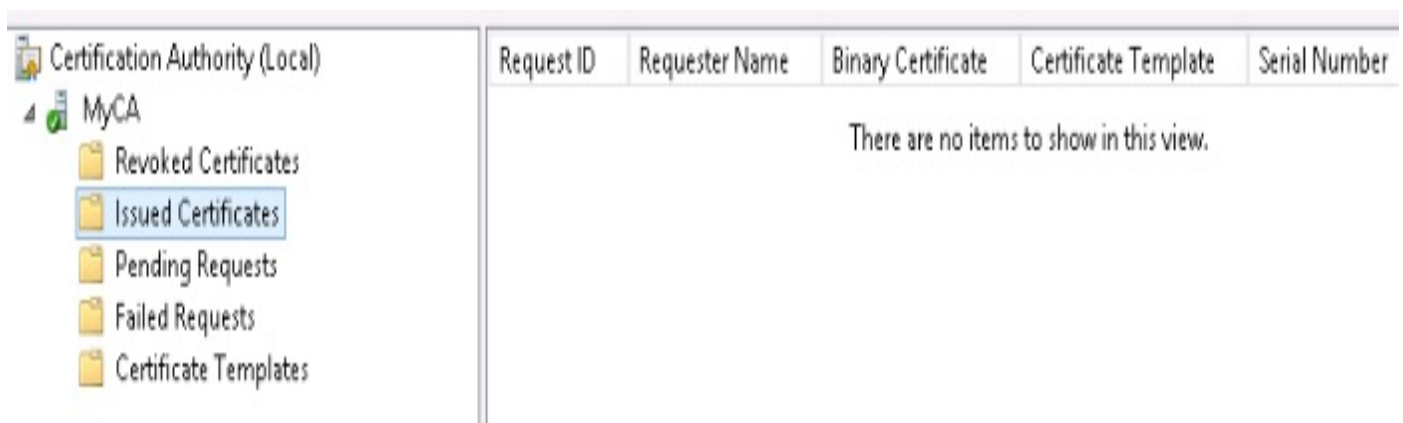 Certification Authority (Local)
MyCA
Revoked Certificates
Issued Certificates
Pending Requests
Failed Requests
Certificate Templates
Request ID Requester Name Binary Certificate Certificate Template Serial Number
There are no items to show in this view.